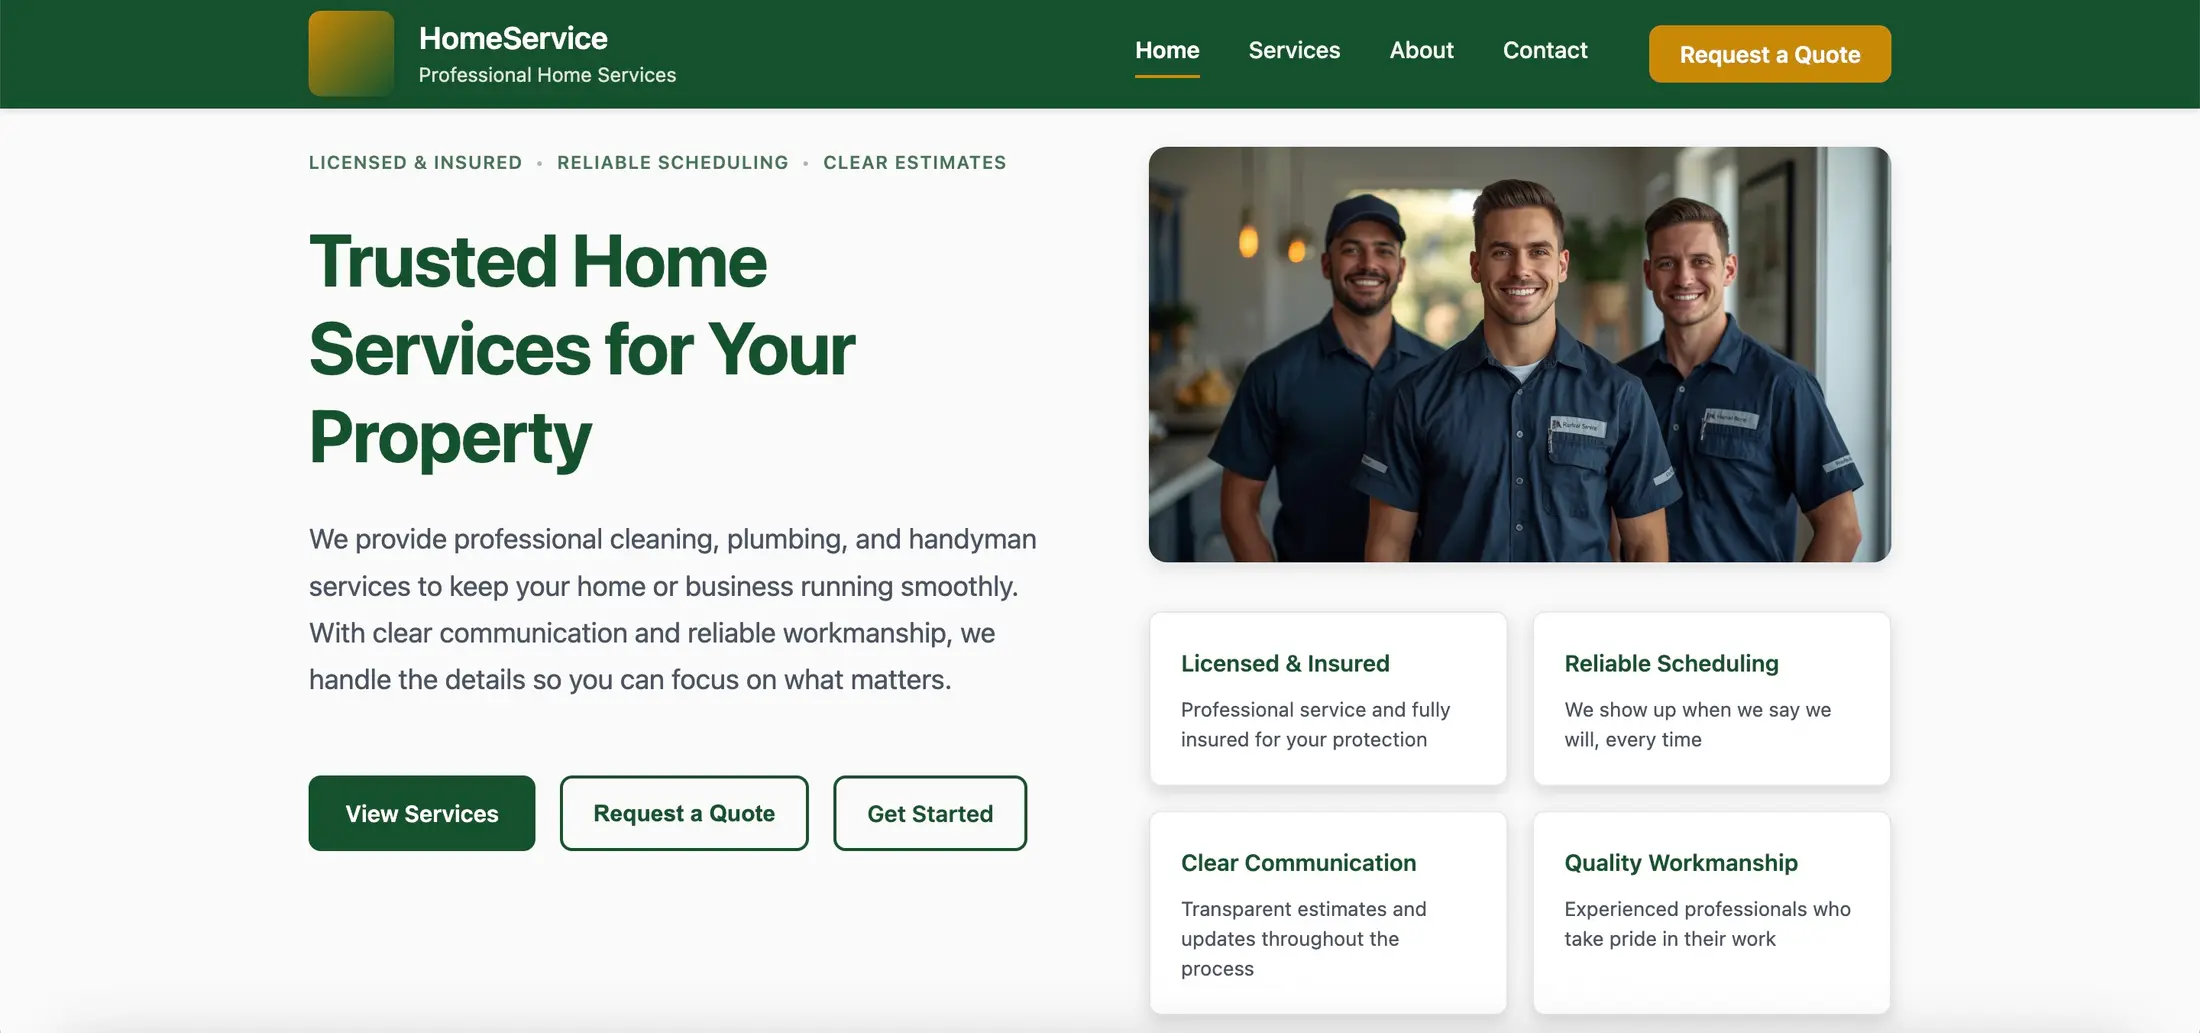 HomeService
Professional Home Services
Home
Services
About
Contact
Request a Quote
LICENSED & INSURED • RELIABLE SCHEDULING • CLEAR ESTIMATES
Trusted Home
Services for Your
Property
We provide professional cleaning, plumbing, and handyman
services to keep your home or business running smoothly.
With clear communication and reliable workmanship, we
handle the details so you can focus on what matters.
View Services
Request a Quote
Get Started
Licensed & Insured
Professional service and fully
insured for your protection
Reliable Scheduling
We show up when we say we
will, every time
Clear Communication
Transparent estimates and
updates throughout the
process
Quality Workmanship
Experienced professionals who
take pride in their work